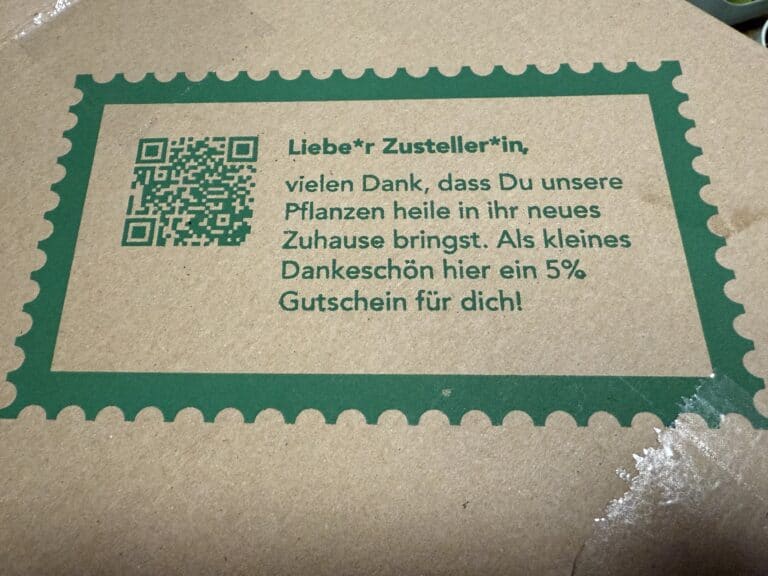 Liebe*r Zusteller*in,
vielen Dank, dass Du unsere
Pflanzen heile in ihr neues
Zuhause bringst. Als kleines
Dankeschön hier ein 5%
Gutschein für dich!